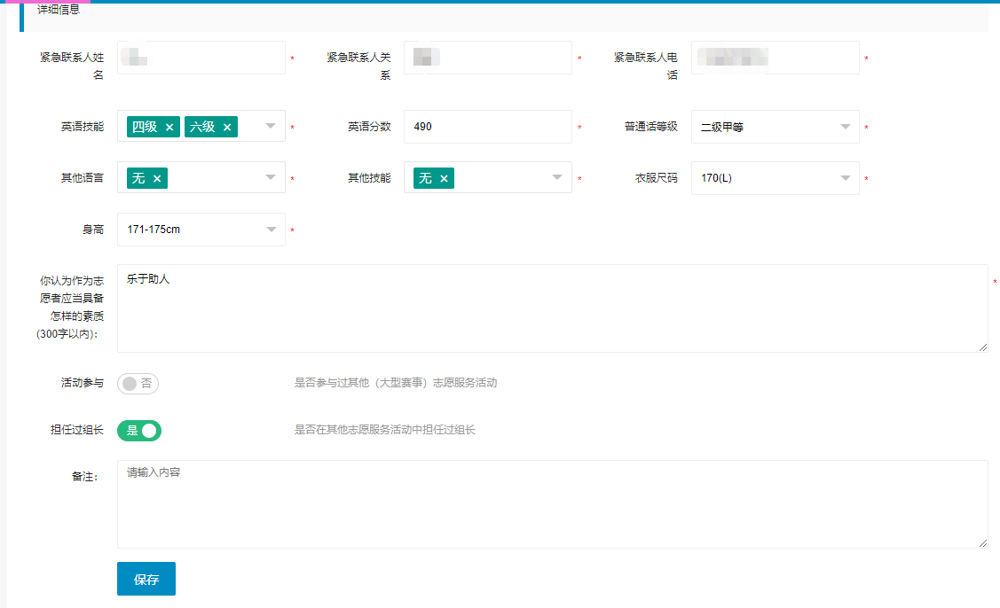 详细信息
紧急联系人姓
名
*
紧急联系人关
系
*
紧急联系人电
话
*
英语技能
四级 ×
六级 ×
*
英语分数
490
*
普通话等级
二级甲等
*
其他语言
无 ×
*
其他技能
无 ×
*
衣服尺码
170(L)
*
身高
171-175cm
*
你认为作为志
愿者应当具备
怎样的素质
(300字以内)：
乐于助人
*
活动参与
否
是否参与过其他（大型赛事）志愿服务活动
担任过组长
是
是否在其他志愿服务活动中担任过组长
备注：
请输入内容
保存